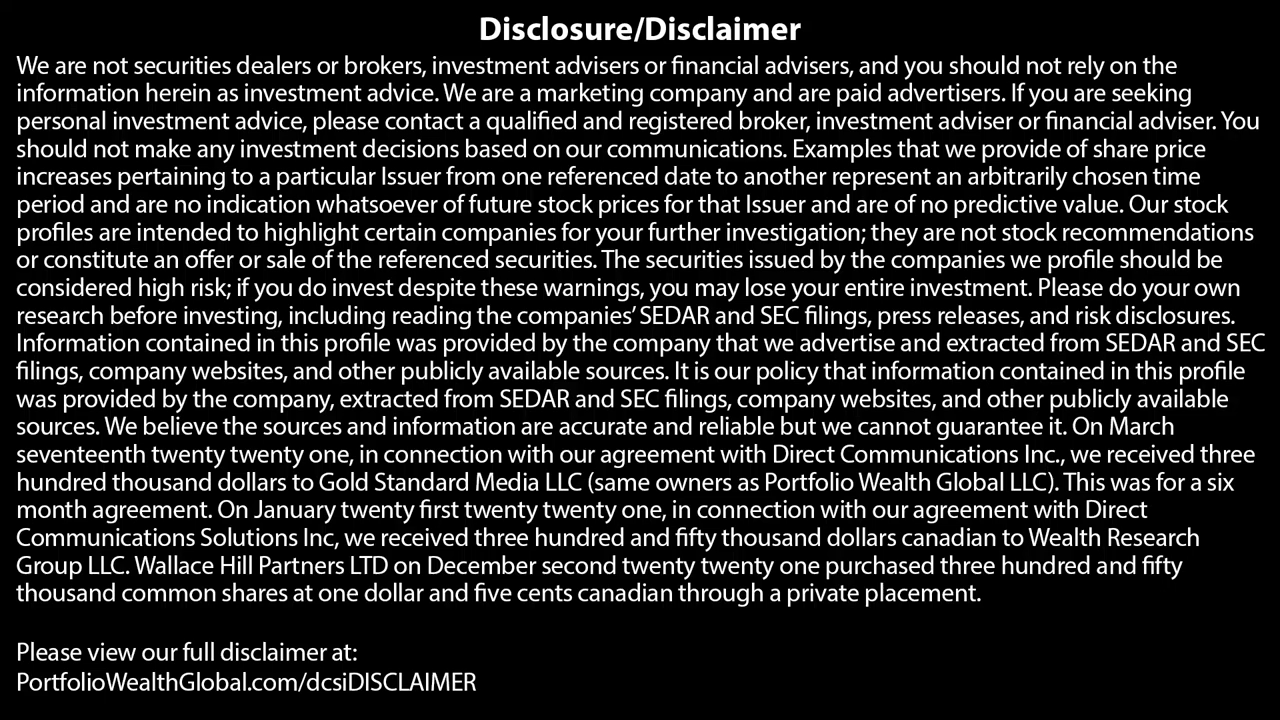 Disclosure/Disclaimer
We are not securities dealers or brokers, investment advisers or financial advisers, and you should not rely on the
information herein as investment advice. We are a marketing company and are paid advertisers. If you are seeking
personal investment advice, please contact a qualified and registered broker, investment adviser or financial adviser. You
should not make any investment decisions based on our communications. Examples that we provide of share price
increases pertaining to a particular Issuer from one referenced date to another represent an arbitrarily chosen time
period and are no indication whatsoever of future stock prices for that Issuer and are of no predictive value. Our stock
profiles are intended to highlight certain companies for your further investigation; they are not stock recommendations
or constitute an offer or sale of the referenced securities. The securities issued by the companies we profile should be
considered high risk; if you do invest despite these warnings, you may lose your entire investment. Please do your own
research before investing, including reading the companies' SEDAR and SEC filings, press releases, and risk disclosures.
Information contained in this profile was provided by the company that we advertise and extracted from SEDAR and SEC
filings, company websites, and other publicly available sources. It is our policy that information contained in this profile
was provided by the company, extracted from SEDAR and SEC filings, company websites, and other publicly available
sources. We believe the sources and information are accurate and reliable but we cannot guarantee it. On March
seventeenth twenty twenty one, in connection with our agreement with Direct Communications Inc., we received three
hundred thousand dollars to Gold Standard Media LLC (same owners as Portfolio Wealth Global LLC). This was for a six
month agreement. On January twenty first twenty twenty one, in connection with our agreement with Direct
Communications Solutions Inc, we received three hundred and fifty thousand dollars canadian to Wealth Research
Group LLC. Wallace Hill Partners LTD on December second twenty twenty one purchased three hundred and fifty
thousand common shares at one dollar and five cents canadian through a private placement.
Please view our full disclaimer at:
PortfolioWealthGlobal.com/dcsiDISCLAIMER